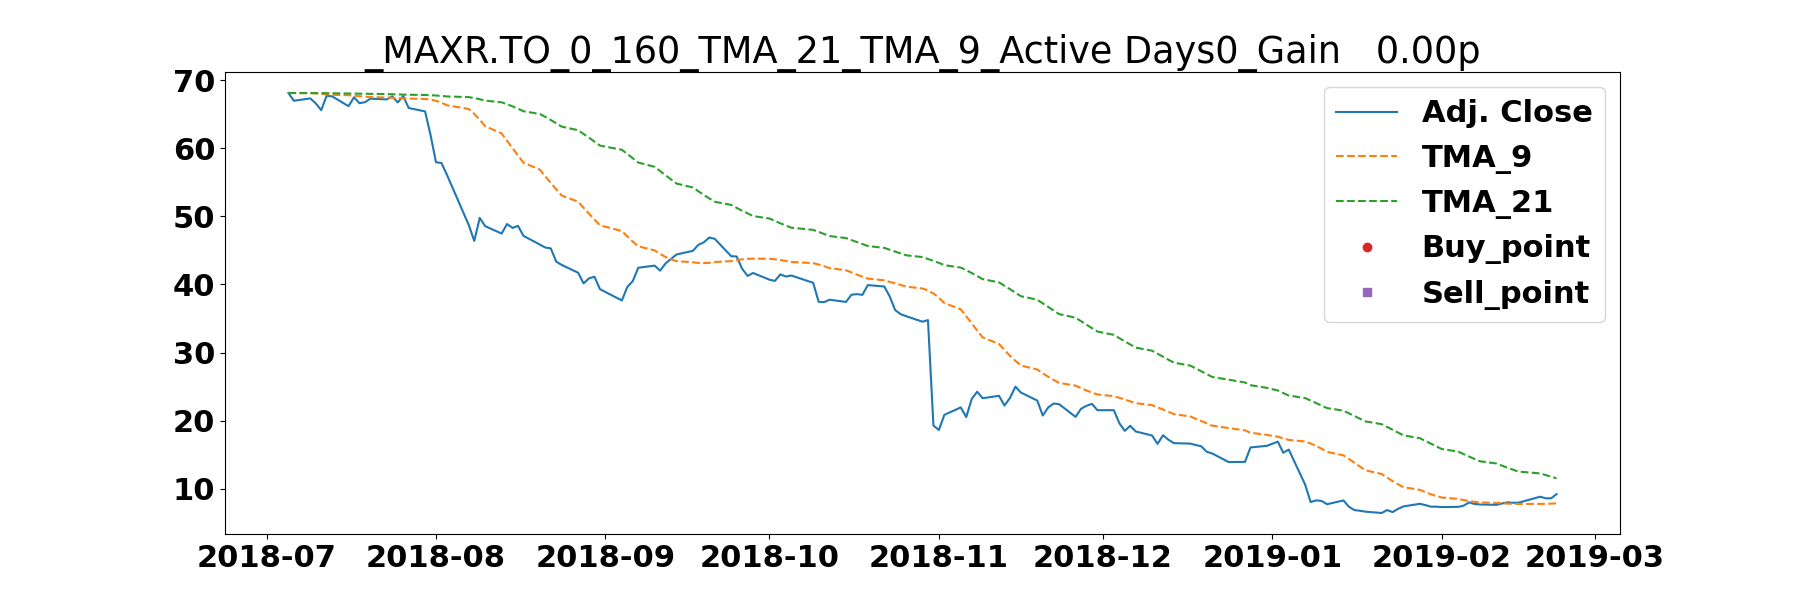 _MAXR.TO_0_160_TMA_21_TMA_9_Active Days0_Gain   0.00p
70
60
50
40
30
20
10
Adj. Close
TMA_9
TMA_21
Buy_point
Sell_point
2018-07 2018-08 2018-09 2018-10 2018-11 2018-12 2019-01 2019-02 2019-03